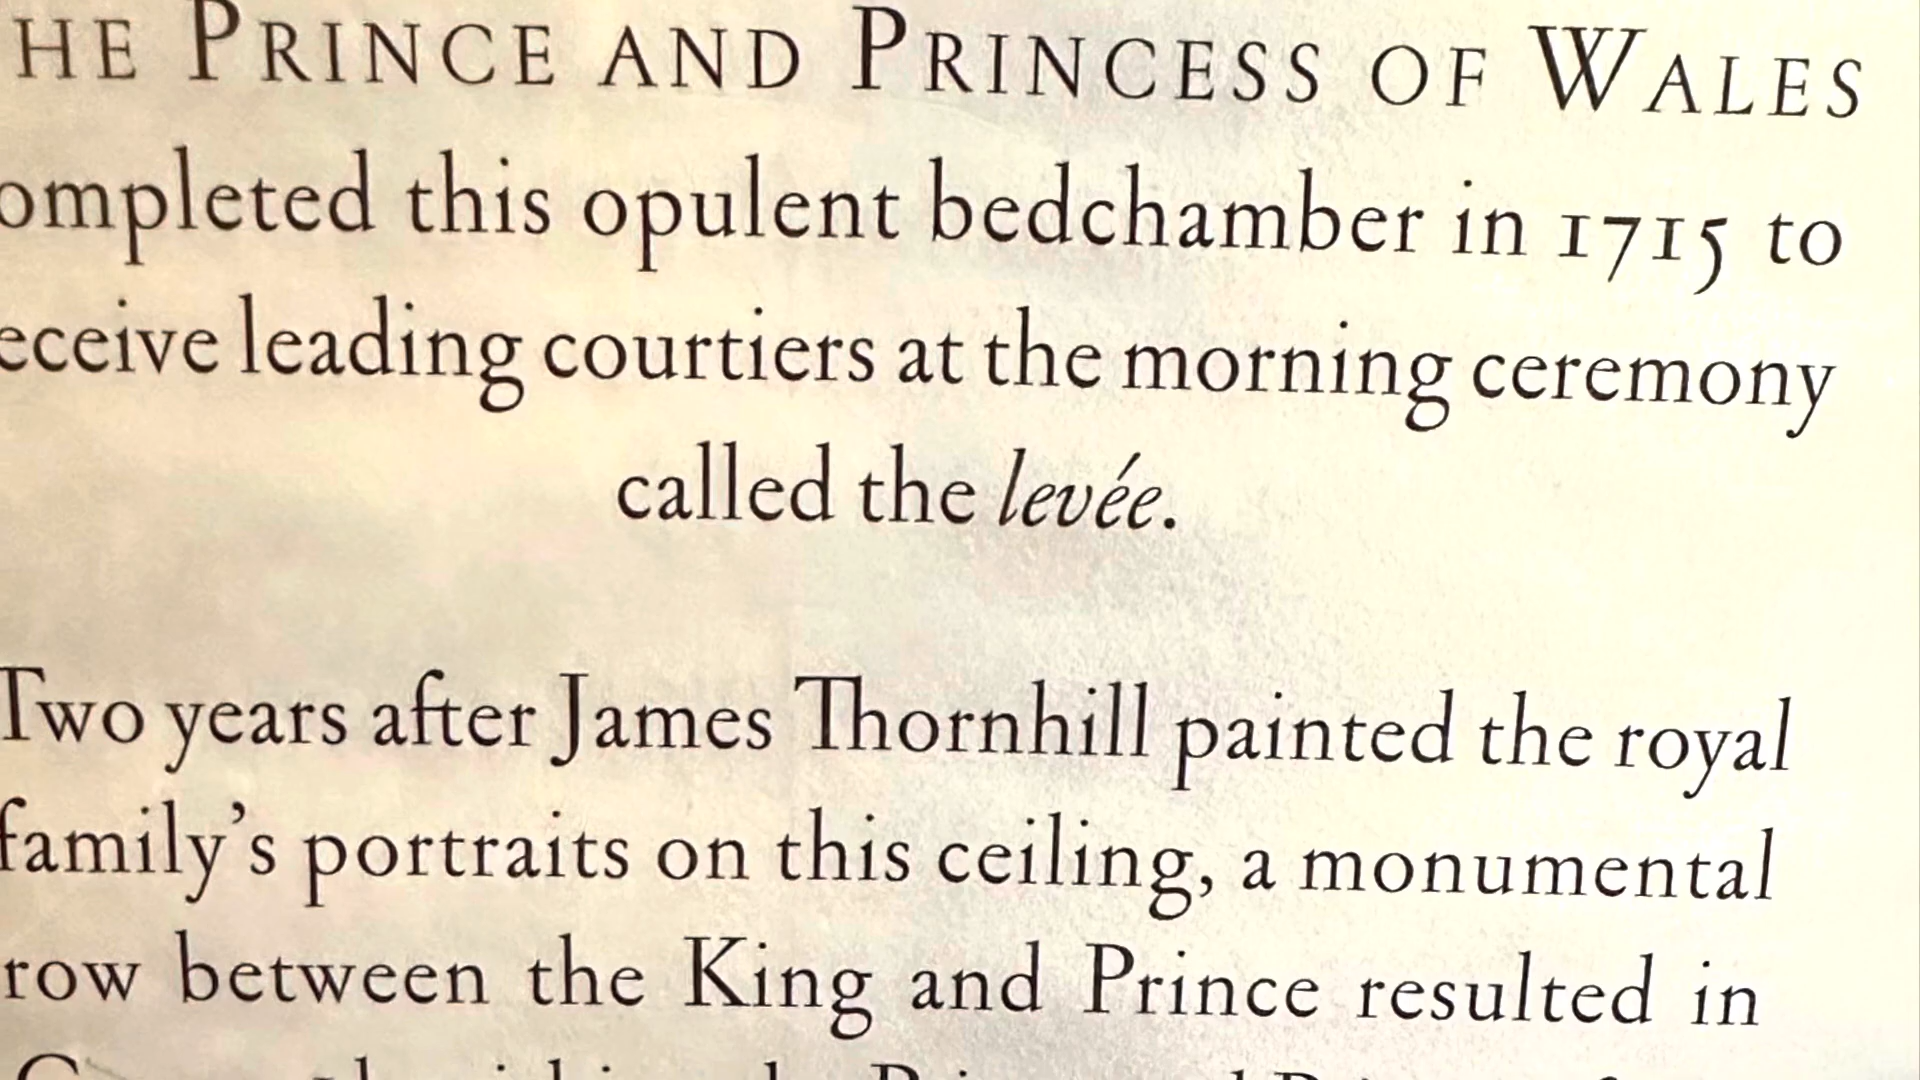 HE PRINCE AND PRINCESS OF WALES
ompleted this opulent bedchamber in 1715 to
eceive leading courtiers at the morning ceremony
called the levée.
Two years after James Thornhill painted the royal
family's portraits on this ceiling, a monumental
row between the King and Prince resulted in